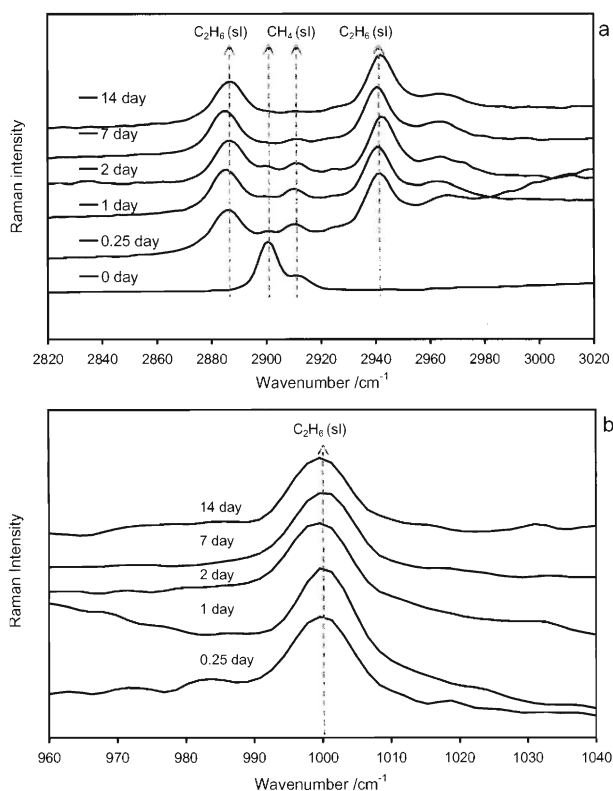 C₂H₆ (sI) CH₄ (sI) C₂H₆ (sI)
a
14 day
7 day
2 day
1 day
0.25 day
0 day
Raman intensity
2820 2840 2860 2880 2900 2920 2940 2960 2980 3000 3020
Wavenumber /cm⁻¹
b
C₂H₆ (sI)
14 day
7 day
2 day
1 day
0.25 day
Raman Intensity
960 970 980 990 1000 1010 1020 1030 1040
Wavenumber /cm⁻¹